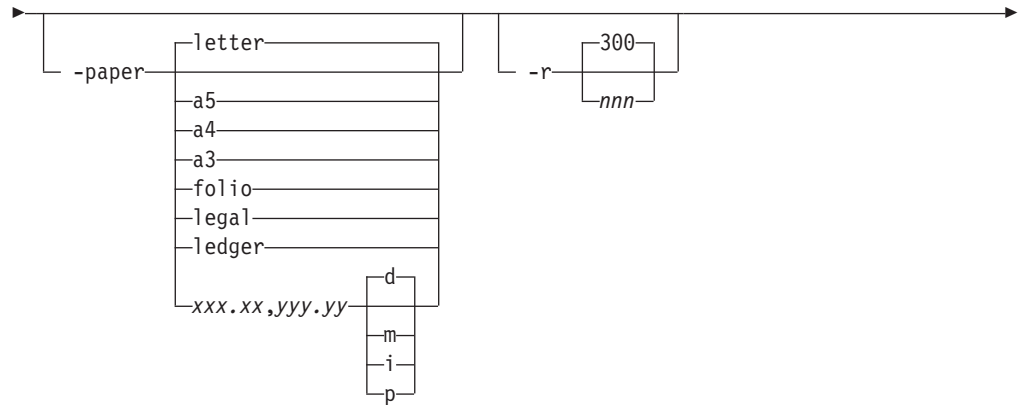 letter
-paper
a5
a4
a3
folio
legal
ledger
d
xxx.xx,yyy.yy
m
i
p
300
-r
nnn